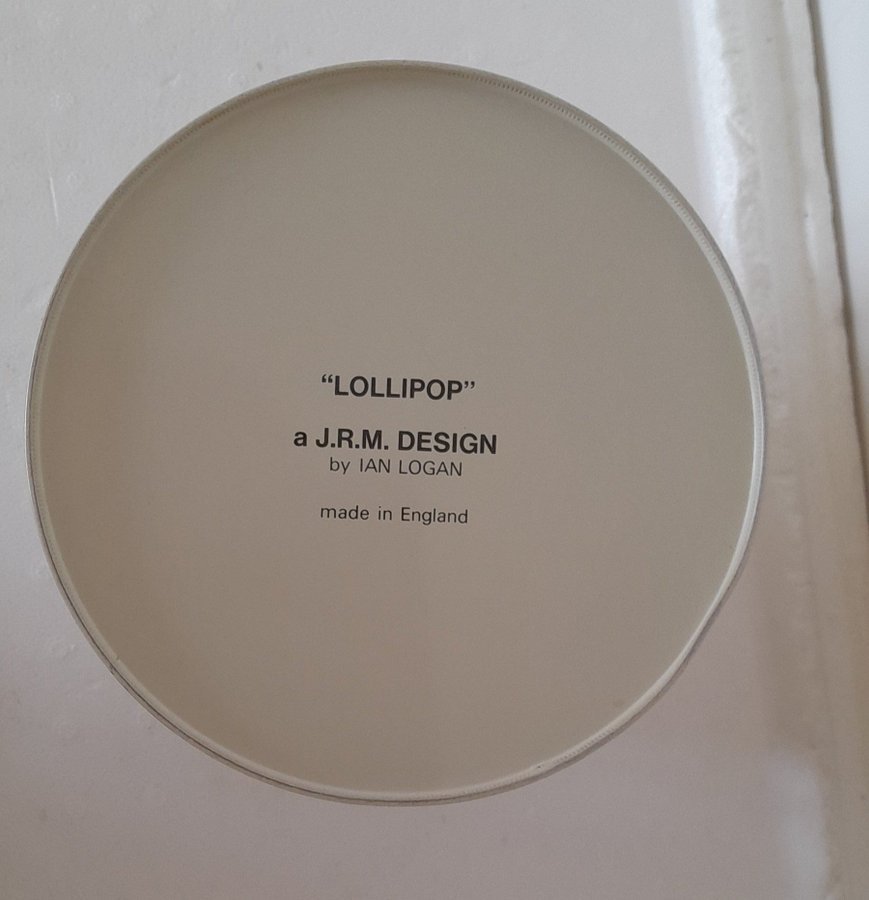 “LOLLIPOP”
a J.R.M. DESIGN
by IAN LOGAN
made in England